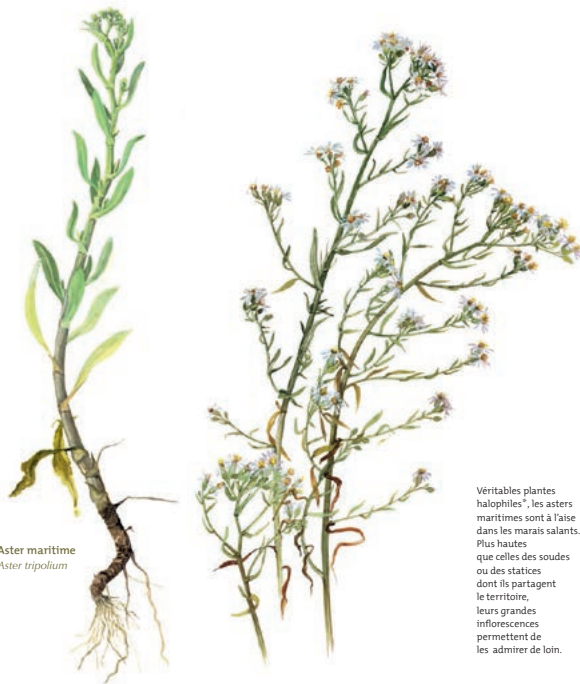 Aster maritime
Aster tripolium
Véritables plantes
halophiles*, les asters
maritimes sont à l'aise
dans les marais salants.
Plus hautes
que celles des soudes
ou des statices
dont ils partagent
le territoire,
leurs grandes
inflorescences
permettent de
les admirer de loin.